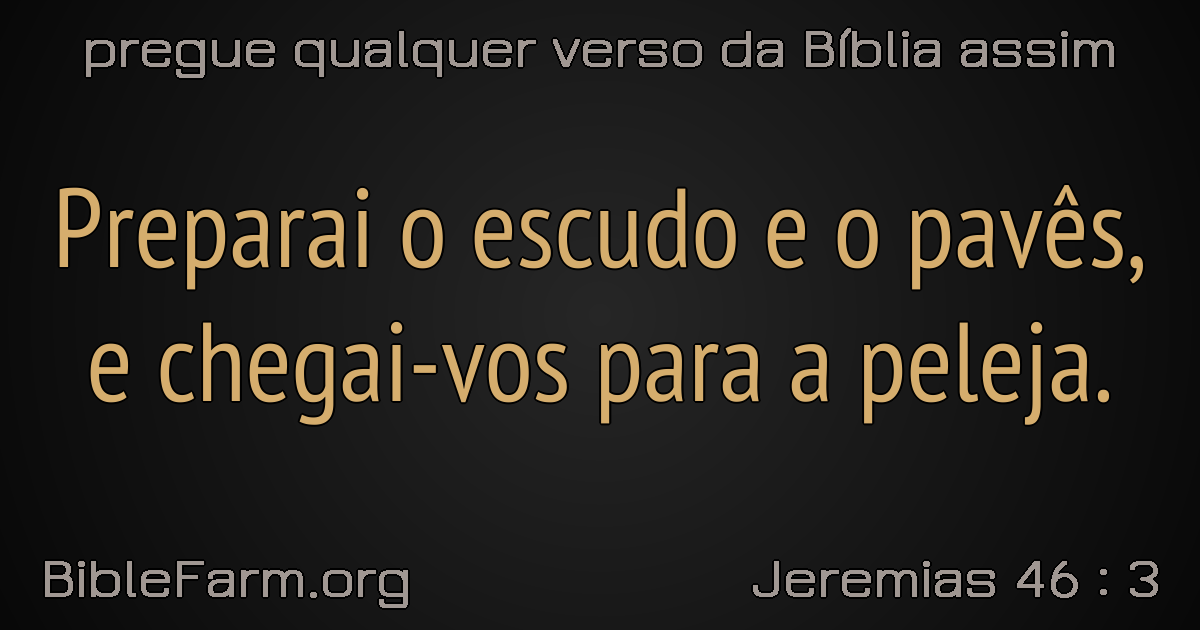 pregue qualquer verso da Bíblia assim
Preparai o escudo e o pavês,
e chegai-vos para a peleja.
BibleFarm.org
Jeremias 46 : 3